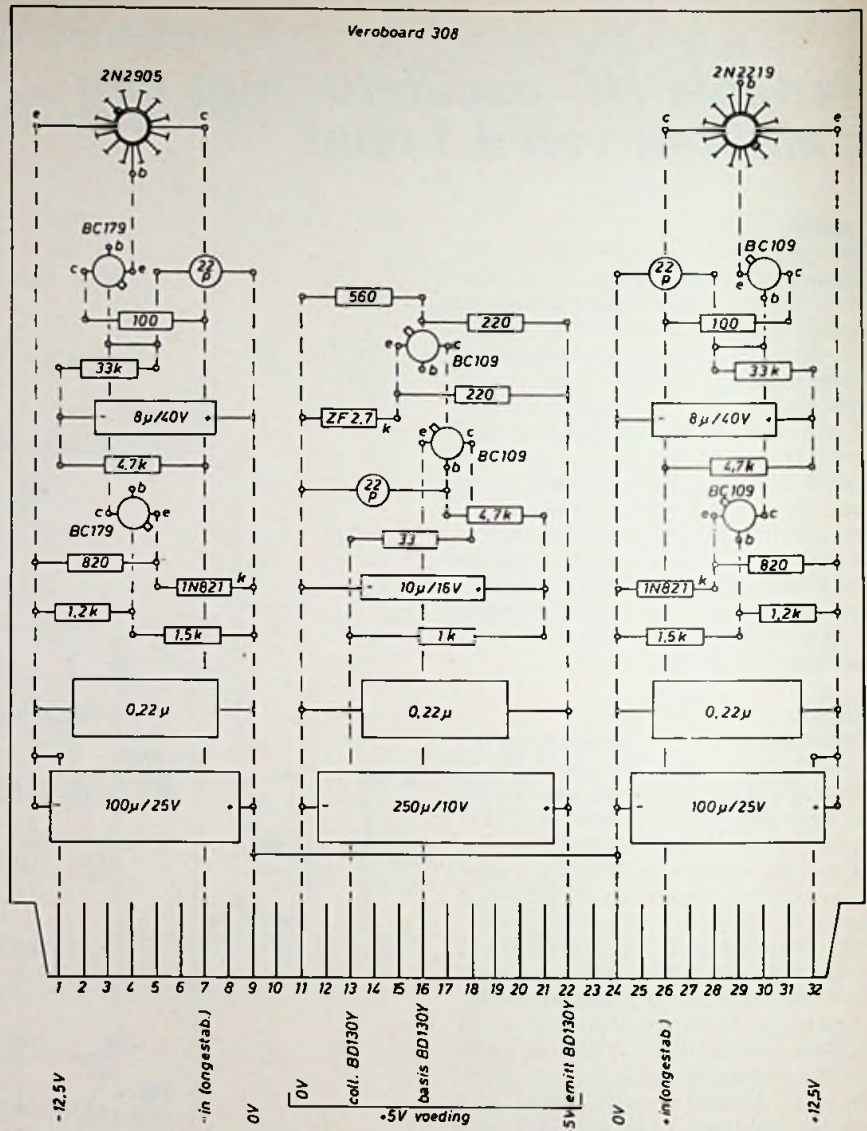 Veroboard 308
2N2905
2N2219
b
e
c
c
e
b
BC179
b
c
e
22
p
22
p
BC109
e
c
b
560
100
220
100
e
c
BC109
b
33k
220
33k
ZF 2,7
k
8µ/40V
- +
8µ/40V
- +
e
c
BC109
b
4,7k
4,7k
b
c
e
BC179
22
p
4,7k
BC109
e
c
b
33
820
820
1N821
k
10µ/16V
- +
1N821
k
1,2k
1,2k
1,5k
1k
1,5k
0,22µ
0,22µ
0,22µ
- 100µ/25V +
- 250µ/10V +
- 100µ/25V +
1 2 3 4 5 6 7 8 9 11 12 13 14 15 16 17 18 19 20 21 22 23 24 25 26 27 28 29 30 31 32
-12,5V
-in (ongestab.)
0V
0V
coll. BD130Y
basis BD130Y
+5V voeding
5V emitt BD130Y
0V
+in (ongestab.)
+12,5V